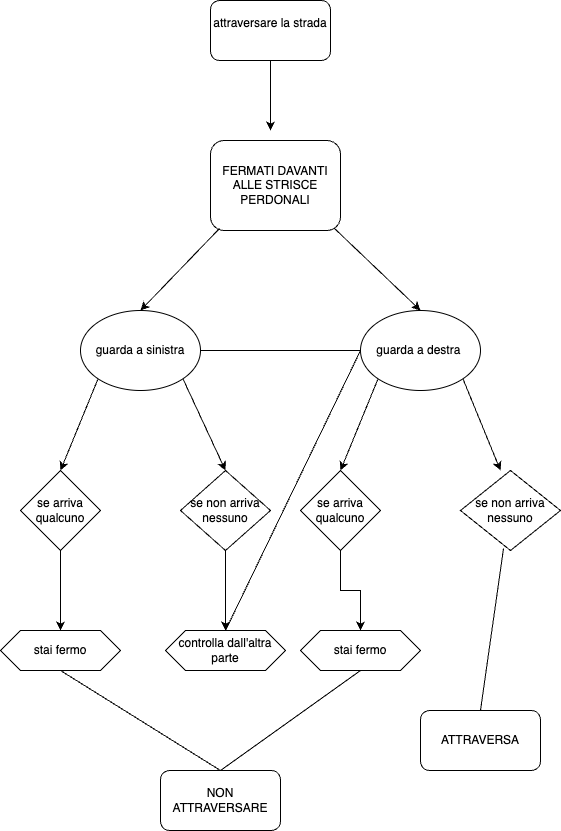 attraversare la strada
FERMATI DAVANTI
ALLE STRISCE
PERDONALI
guarda a sinistra
guarda a destra
se arriva
qualcuno
se non arriva
nessuno
se arriva
qualcuno
se non arriva
nessuno
stai fermo
controlla dall'altra
parte
stai fermo
ATTRAVERSA
NON
ATTRAVERSARE